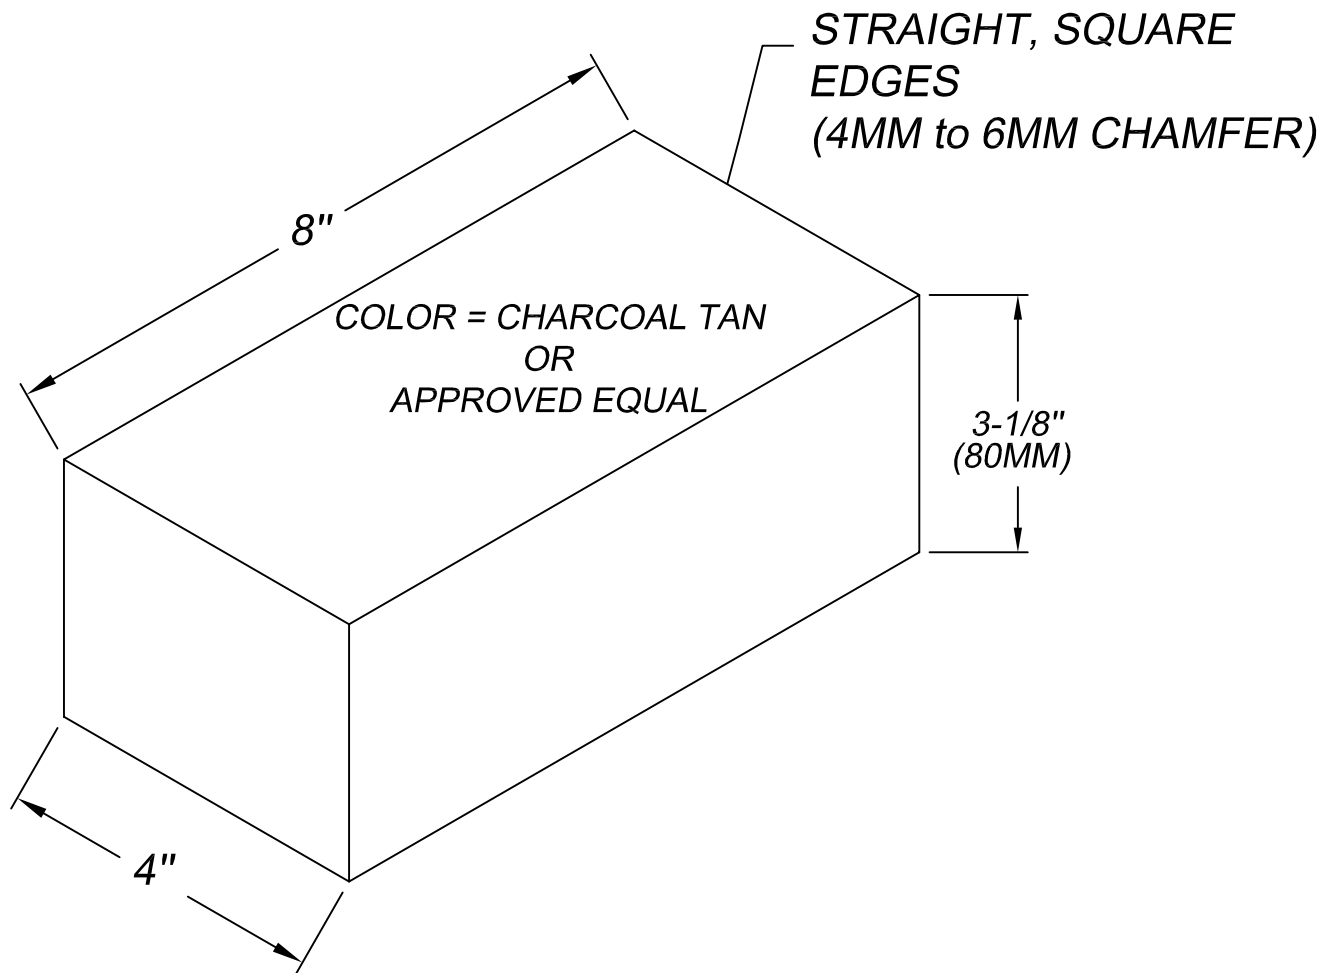 STRAIGHT, SQUARE
EDGES
(4MM to 6MM CHAMFER)
8"
COLOR = CHARCOAL TAN
OR
APPROVED EQUAL
3-1/8"
(80MM)
4"